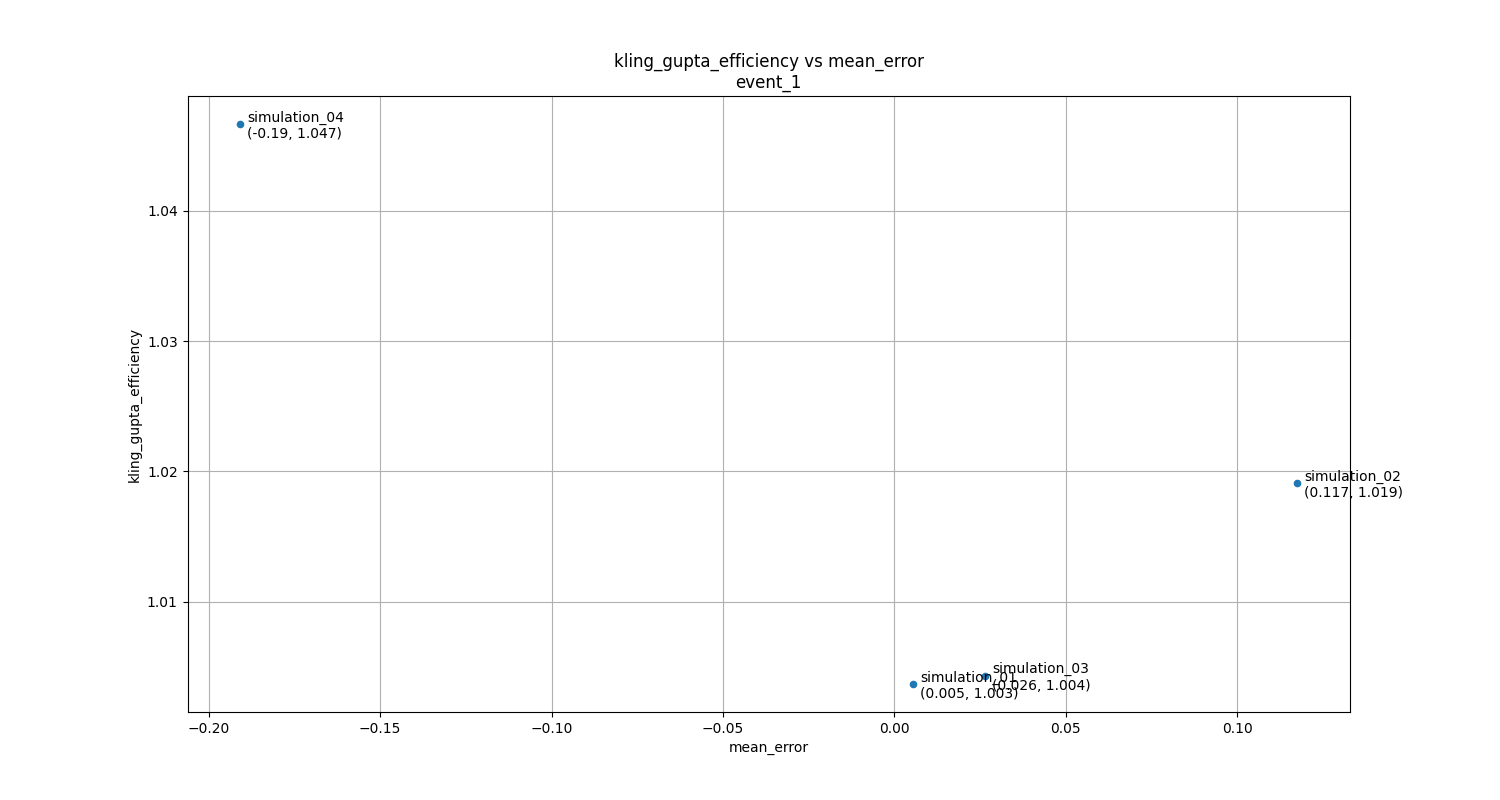 kling_gupta_efficiency vs mean_error
event_1
simulation_04
(-0.19, 1.047)
1.04
1.03
1.02
1.01
kling_gupta_efficiency
simulation_02
(0.117, 1.019)
simulation_03
(0.026, 1.004)
simulation_01
(0.005, 1.003)
−0.20
−0.15
−0.10
−0.05
0.00
0.05
0.10
mean_error